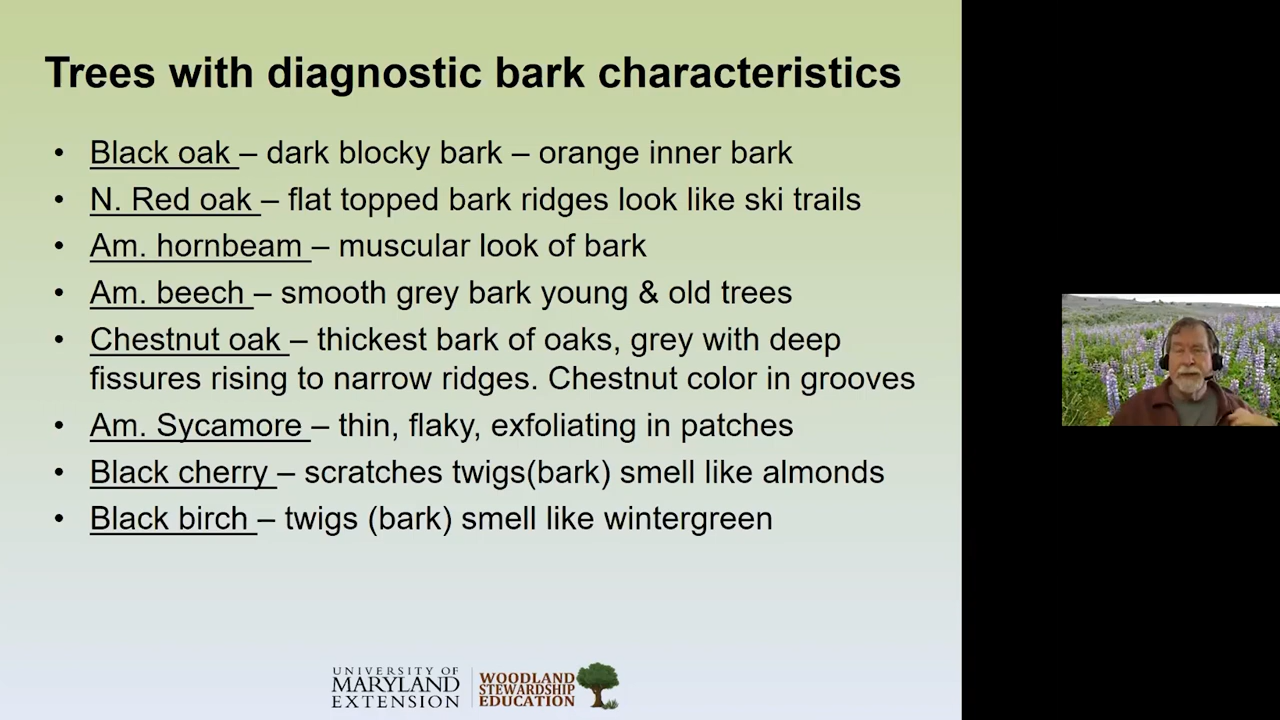 Trees with diagnostic bark characteristics
• Black oak – dark blocky bark – orange inner bark
• N. Red oak – flat topped bark ridges look like ski trails
• Am. hornbeam – muscular look of bark
• Am. beech – smooth grey bark young & old trees
• Chestnut oak – thickest bark of oaks, grey with deep
fissures rising to narrow ridges. Chestnut color in grooves
• Am. Sycamore – thin, flaky, exfoliating in patches
• Black cherry – scratches twigs(bark) smell like almonds
• Black birch – twigs (bark) smell like wintergreen
UNIVERSITY OF
MARYLAND
EXTENSION
WOODLAND
STEWARDSHIP
EDUCATION